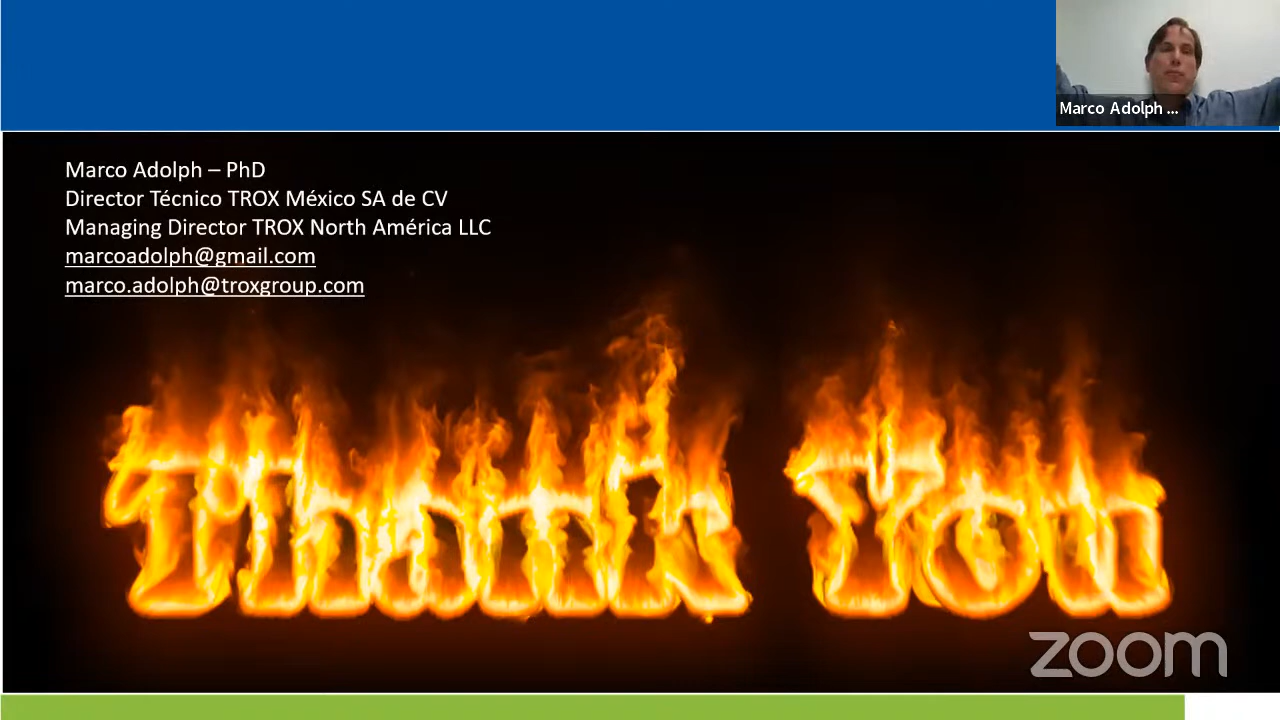 Marco Adolph ...
Marco Adolph – PhD
Director Técnico TROX México SA de CV
Managing Director TROX North América LLC
marcoadolph@gmail.com
marco.adolph@troxgroup.com
Thank You
zoom